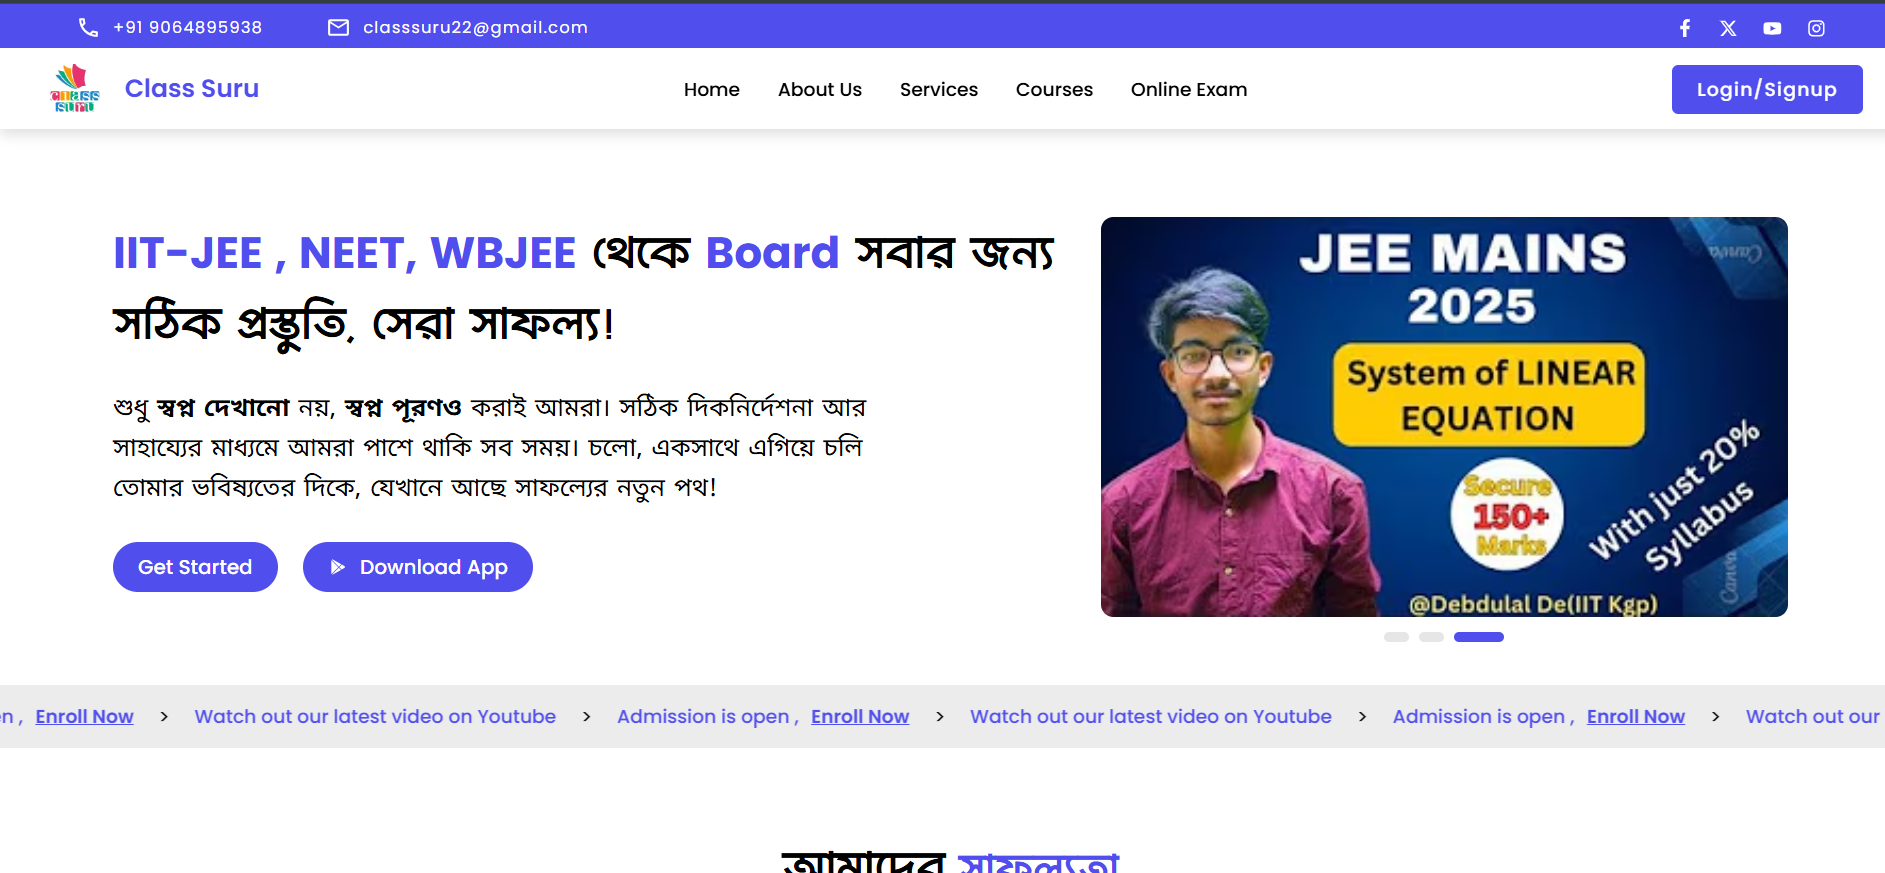 +91 9064895938
classsuru22@gmail.com
CLASS
SURU
Class Suru
Home
About Us
Services
Courses
Online Exam
Login/Signup
IIT-JEE , NEET, WBJEE থেকে Board সবার জন্য
সঠিক প্রস্তুতি, সেরা সাফল্য!
শুধু স্বপ্ন দেখানো নয়, স্বপ্ন পূরণও করাই আমরা। সঠিক দিকনির্দেশনা আর
সাহায্যের মাধ্যমে আমরা পাশে থাকি সব সময়। চলো, একসাথে এগিয়ে চলি
তোমার ভবিষ্যতের দিকে, যেখানে আছে সাফল্যের নতুন পথ!
Get Started
Download App
JEE MAINS
2025
System of LINEAR
EQUATION
Secure
150+
Marks
With just 20%
Syllabus
@Debdulal De(IIT Kgp)
Canva
Canva
en , Enroll Now > Watch out our latest video on Youtube > Admission is open , Enroll Now > Watch out our latest video on Youtube > Admission is open , Enroll Now > Watch out our
আমাদের সাফল্যতা